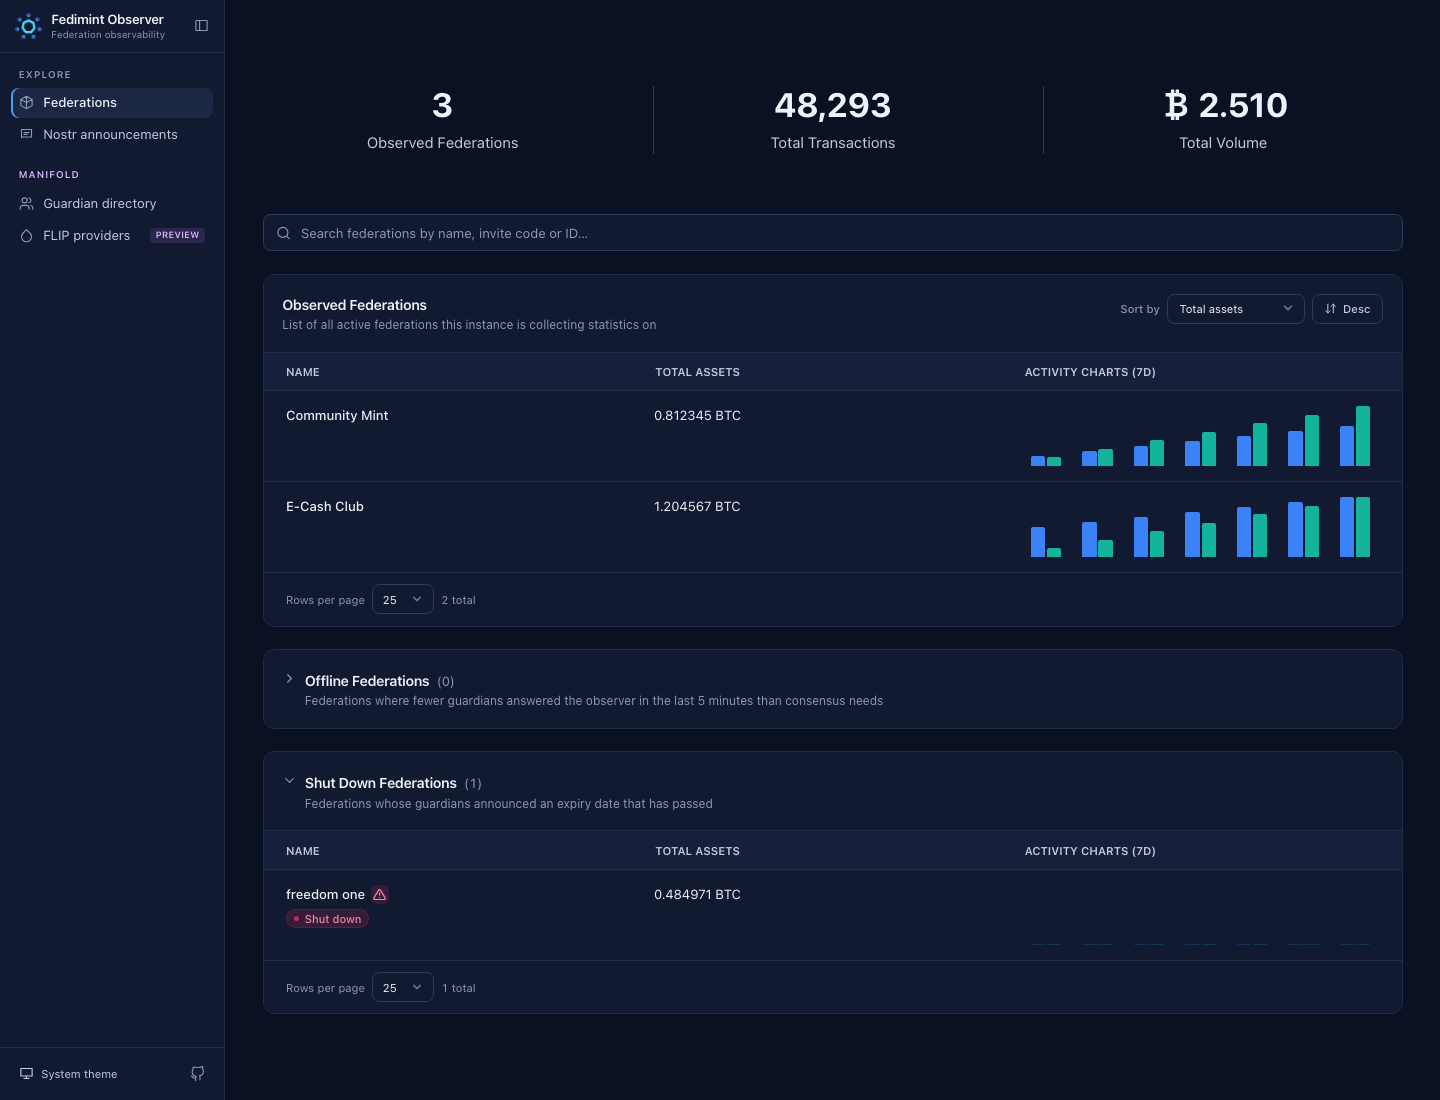 Fedimint Observer
Federation observability
EXPLORE
Federations
Nostr announcements
MANIFOLD
Guardian directory
FLIP providers PREVIEW
System theme
3
Observed Federations
48,293
Total Transactions
₿ 2.510
Total Volume
Search federations by name, invite code or ID...
Observed Federations
List of all active federations this instance is collecting statistics on
Sort by Total assets Desc
NAME TOTAL ASSETS ACTIVITY CHARTS (7D)
Community Mint 0.812345 BTC
E-Cash Club 1.204567 BTC
Rows per page 25 2 total
Offline Federations (0)
Federations where fewer guardians answered the observer in the last 5 minutes than consensus needs
Shut Down Federations (1)
Federations whose guardians announced an expiry date that has passed
NAME TOTAL ASSETS ACTIVITY CHARTS (7D)
freedom one 0.484971 BTC
Shut down
Rows per page 25 1 total